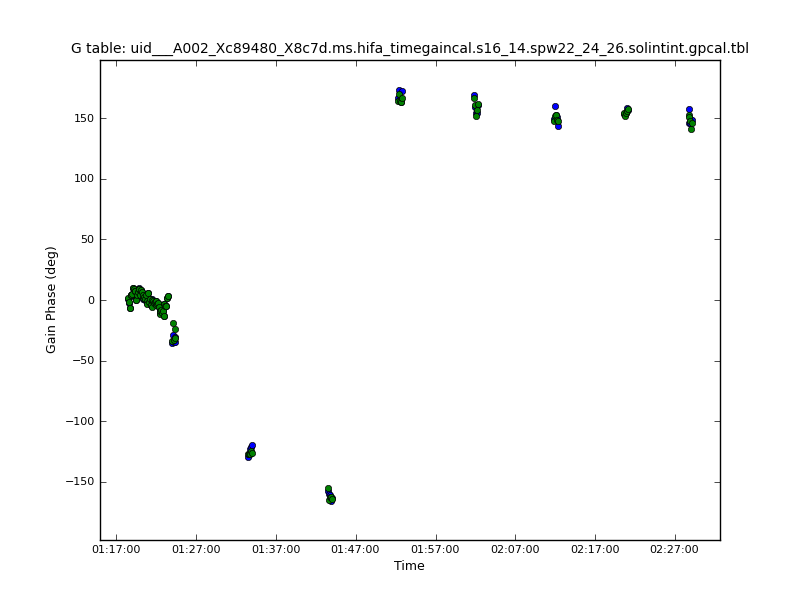 G table: uid___A002_Xc89480_X8c7d.ms.hifa_timegaincal.s16_14.spw22_24_26.solintint.gpcal.tbl
Gain Phase (deg)
150
100
50
0
−50
−100
−150
01:17:00 01:27:00 01:37:00 01:47:00 01:57:00 02:07:00 02:17:00 02:27:00
Time